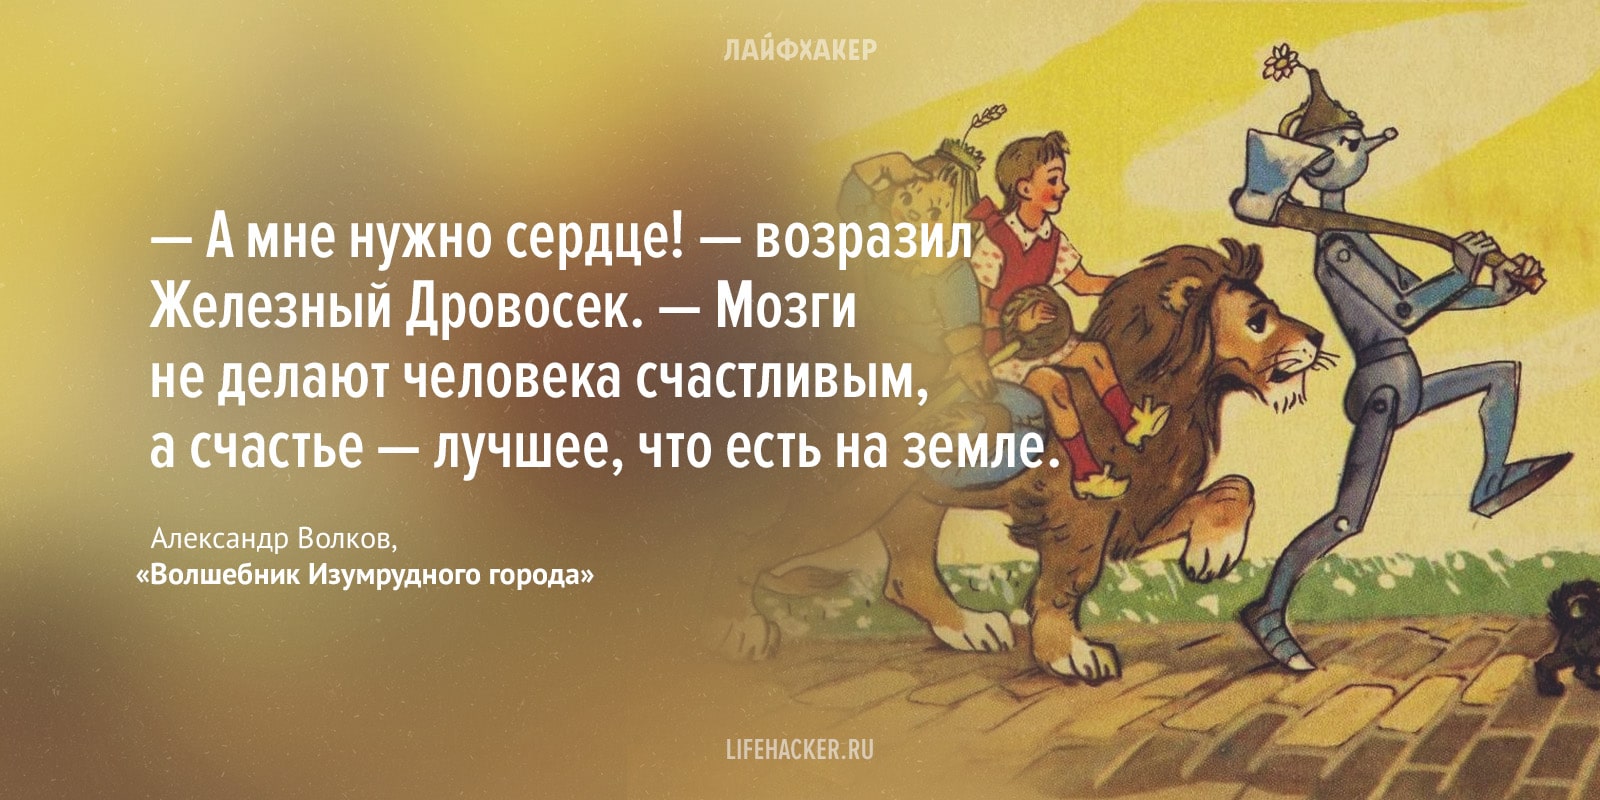 ЛАЙФХАКЕР
— А мне нужно сердце! — возразил
Железный Дровосек. — Мозги
не делают человека счастливым,
а счастье — лучшее, что есть на земле.
Александр Волков,
«Волшебник Изумрудного города»
LIFEHACKER.RU